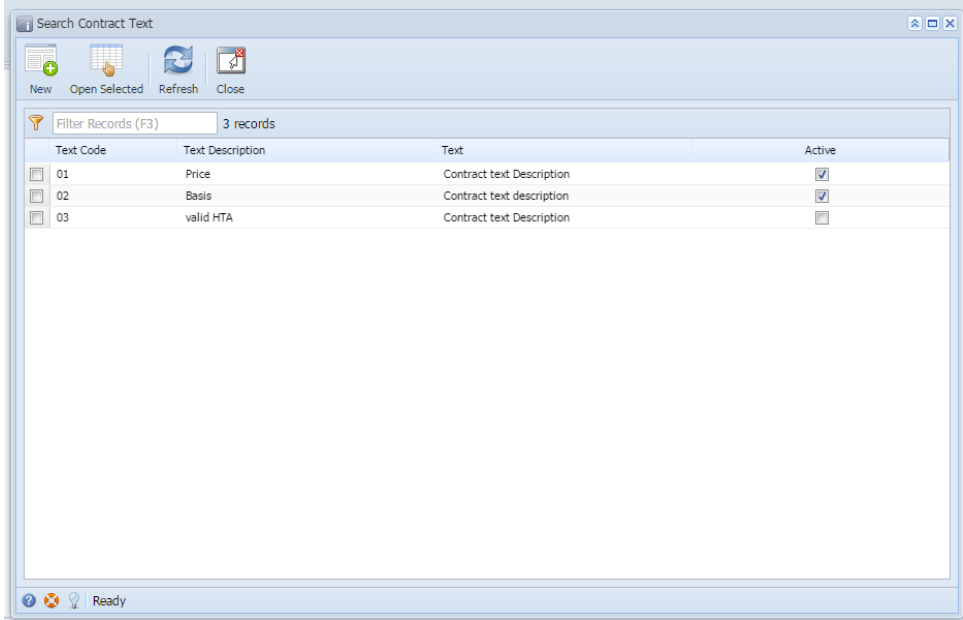 Search Contract Text
New Open Selected Refresh Close
Filter Records (F3) 3 records
Text Code Text Description Text Active
01 Price Contract text Description
02 Basis Contract text description
03 valid HTA Contract text Description
Ready